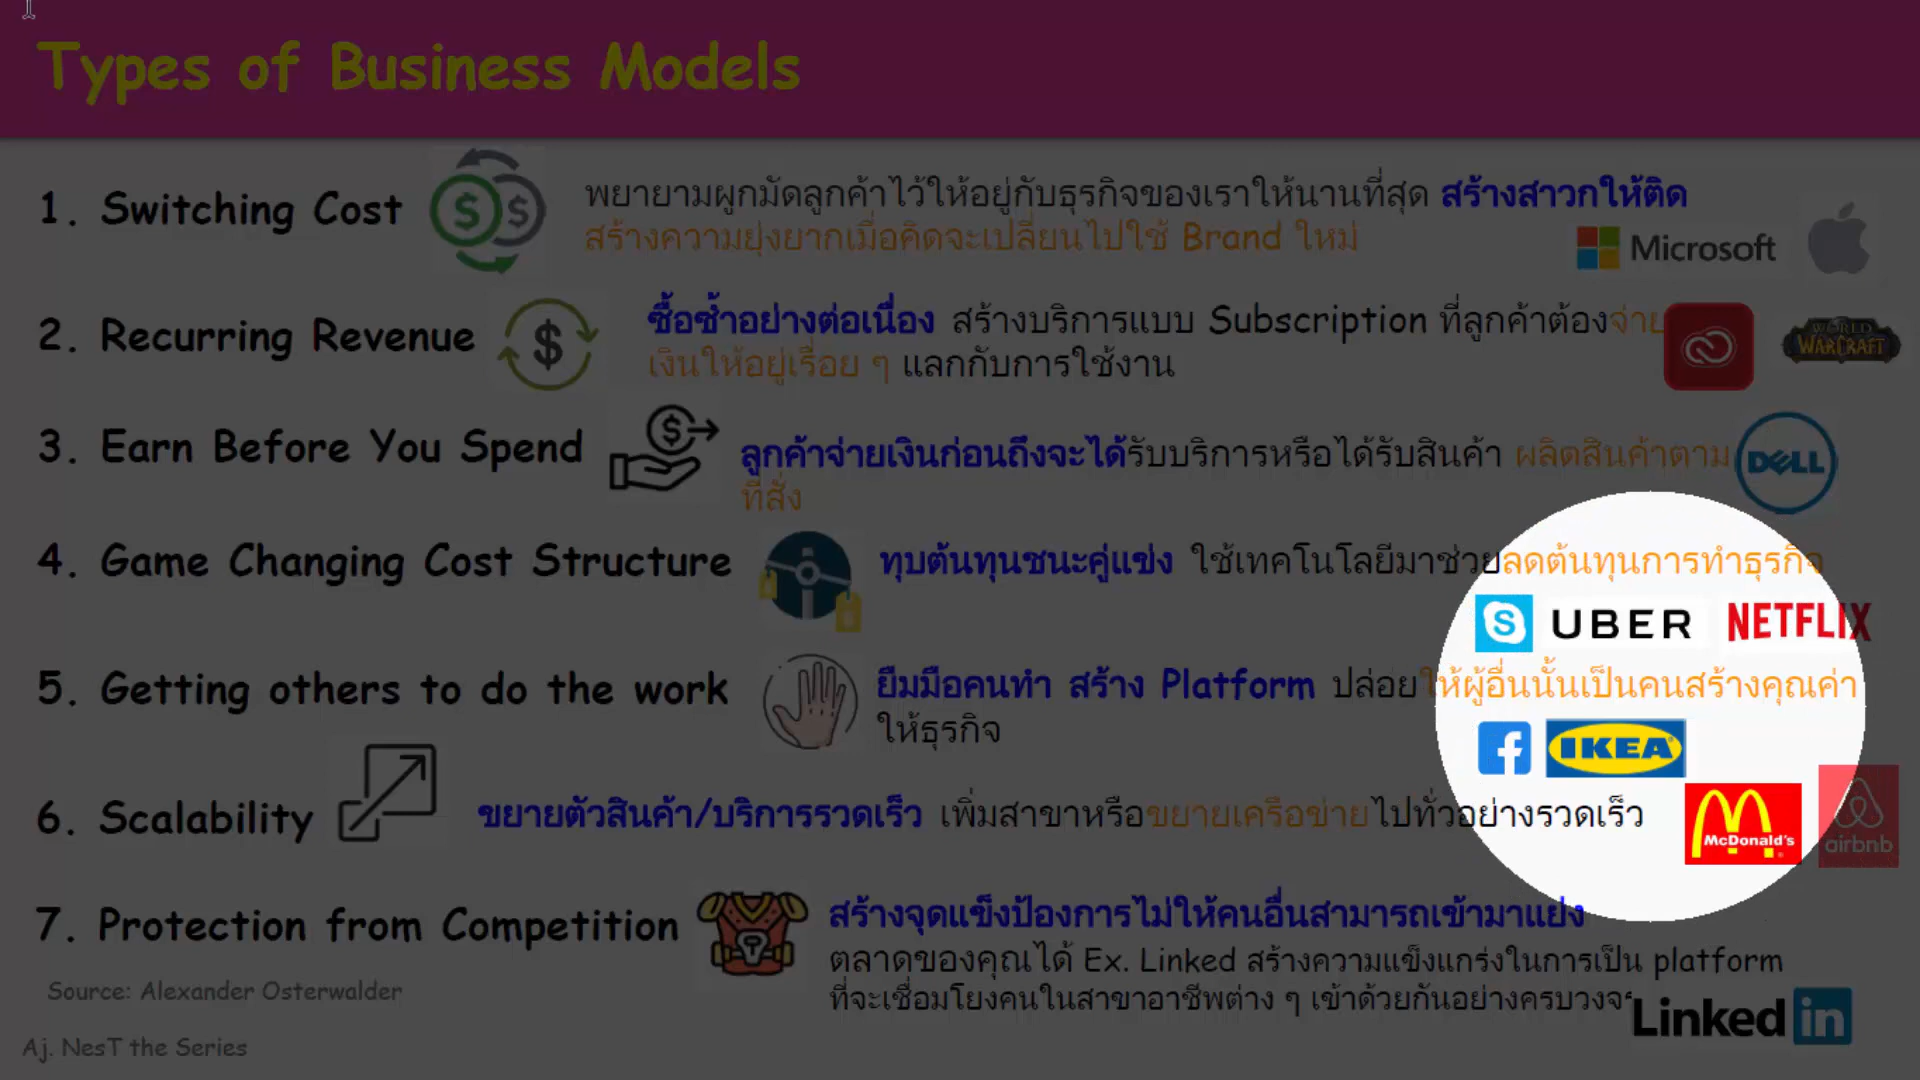 Types of Business Models
1. Switching Cost
$
$
พยายามผูกมัดลูกค้าไว้ให้อยู่กับธุรกิจของเราให้นานที่สุด สร้างสาวกให้ติด
สร้างความยุ่งยากเมื่อคิดจะเปลี่ยนไปใช้ Brand ใหม่
Microsoft
2. Recurring Revenue
$
ซื้อซ้ำอย่างต่อเนื่อง สร้างบริการแบบ Subscription ที่ลูกค้าต้องจ่าย
เงินให้อยู่เรื่อย ๆ แลกกับการใช้งาน
WORLD
WARCRAFT
3. Earn Before You Spend
$
ลูกค้าจ่ายเงินก่อนถึงจะได้รับบริการหรือได้รับสินค้า ผลิตสินค้าตาม
ที่สั่ง
DELL
4. Game Changing Cost Structure
ทุบต้นทุนชนะคู่แข่ง ใช้เทคโนโลยีมาช่วยลดต้นทุนการทำธุรกิจ
S UBER NETFLIX
5. Getting others to do the work
ยืมมือคนทำ สร้าง Platform ปล่อยให้ผู้อื่นนั้นเป็นคนสร้างคุณค่า
ให้ธุรกิจ
f IKEA
6. Scalability
ขยายตัวสินค้า/บริการรวดเร็ว เพิ่มสาขาหรือขยายเครือข่ายไปทั่วอย่างรวดเร็ว
McDonald's
airbnb
7. Protection from Competition
สร้างจุดแข็งป้องการไม่ให้คนอื่นสามารถเข้ามาแย่ง
ตลาดของคุณได้ Ex. Linked สร้างความแข็งแกร่งในการเป็น platform
ที่จะเชื่อมโยงคนในสาขาอาชีพต่าง ๆ เข้าด้วยกันอย่างครบวงจร
Linked in
Source: Alexander Osterwalder
Aj. NesT the Series